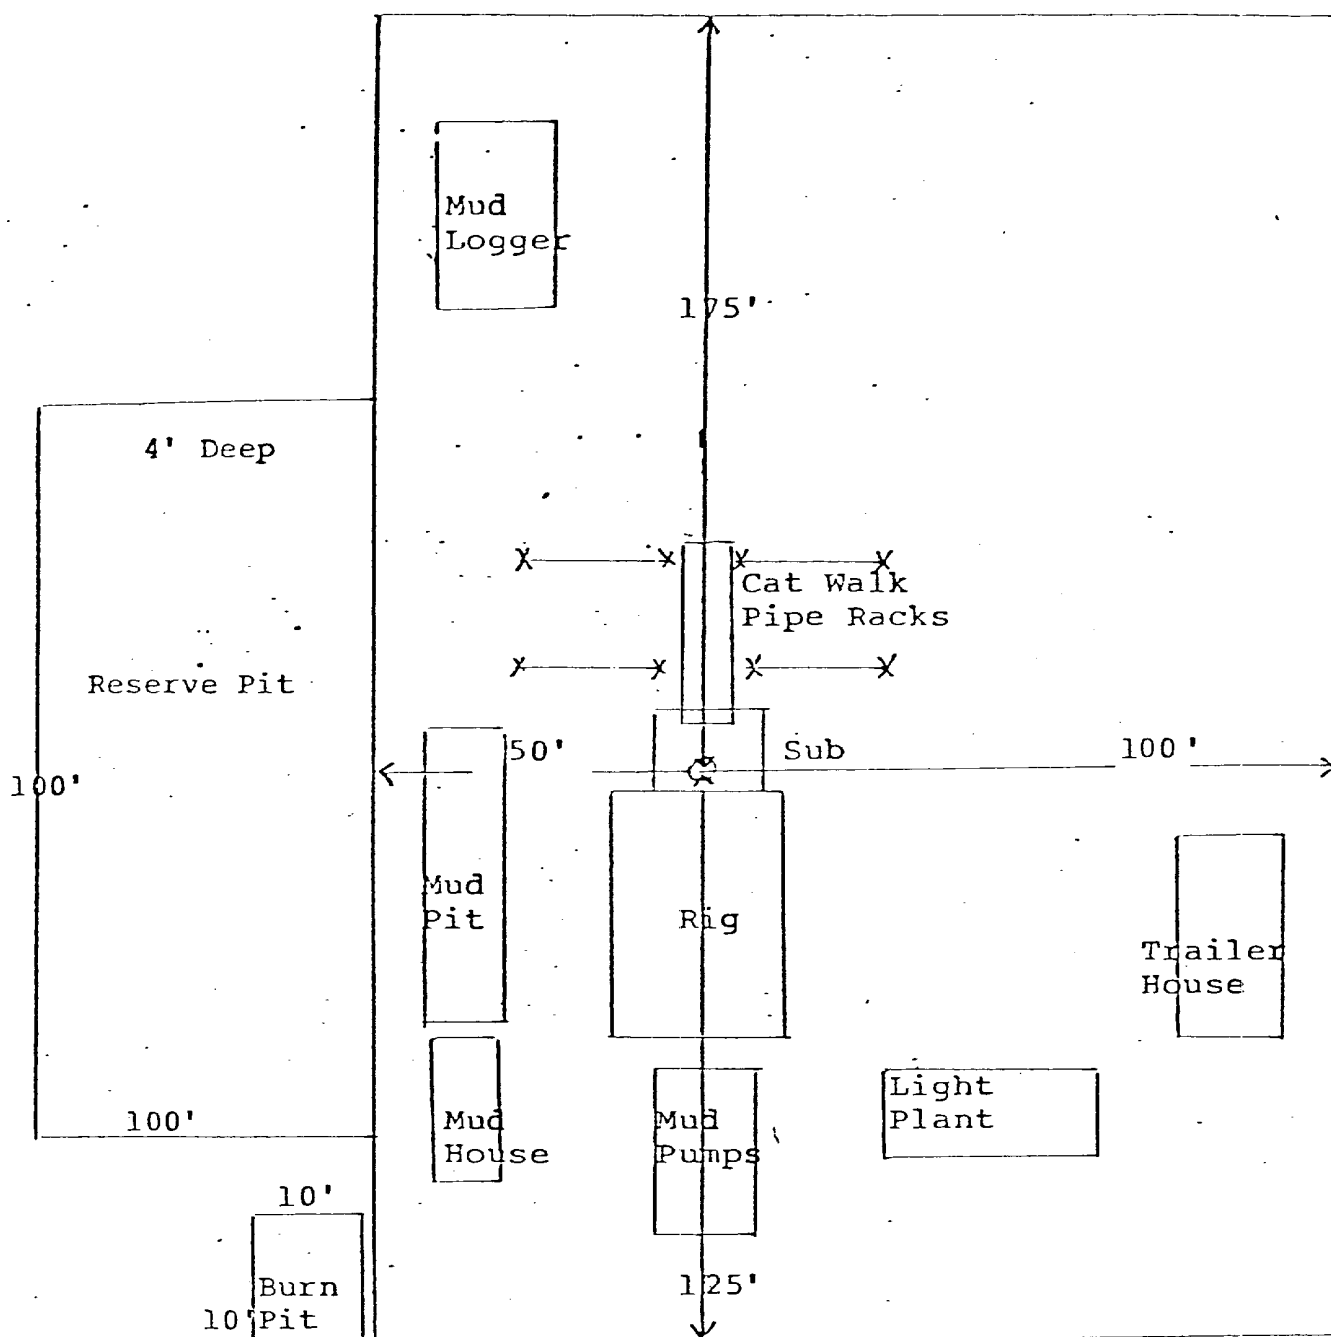 Mud
Logger
175'
4' Deep
Cat Walk
Pipe Racks
Reserve Pit
50'
Sub
100'
100'
Mud
Pit
Rig
Trailer
House
Light
Plant
100'
Mud
House
Mud
Pumps
10'
125'
Burn
10' Pit